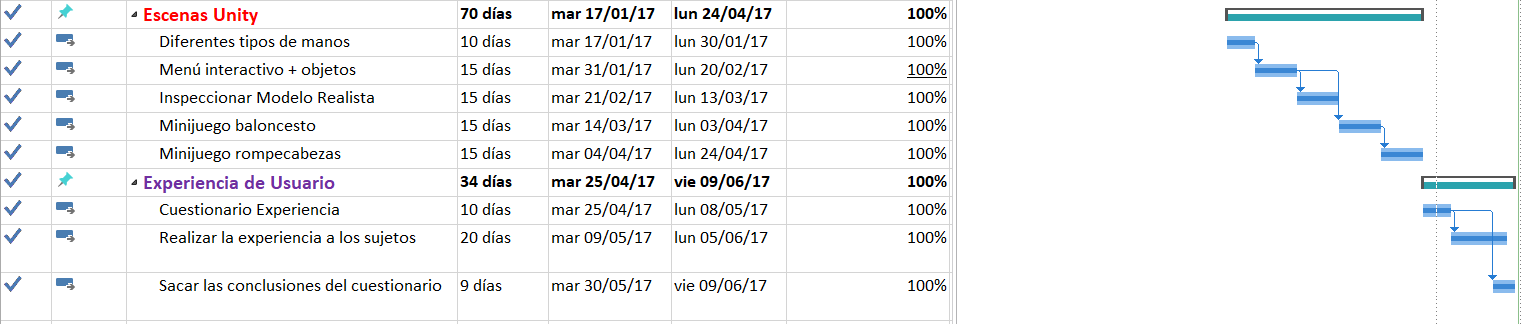 Escenas Unity 70 días mar 17/01/17 lun 24/04/17 100%
Diferentes tipos de manos 10 días mar 17/01/17 lun 30/01/17 100%
Menú interactivo + objetos 15 días mar 31/01/17 lun 20/02/17 100%
Inspeccionar Modelo Realista 15 días mar 21/02/17 lun 13/03/17 100%
Minijuego baloncesto 15 días mar 14/03/17 lun 03/04/17 100%
Minijuego rompecabezas 15 días mar 04/04/17 lun 24/04/17 100%
Experiencia de Usuario 34 días mar 25/04/17 vie 09/06/17 100%
Cuestionario Experiencia 10 días mar 25/04/17 lun 08/05/17 100%
Realizar la experiencia a los sujetos 20 días mar 09/05/17 lun 05/06/17 100%
Sacar las conclusiones del cuestionario 9 días mar 30/05/17 vie 09/06/17 100%